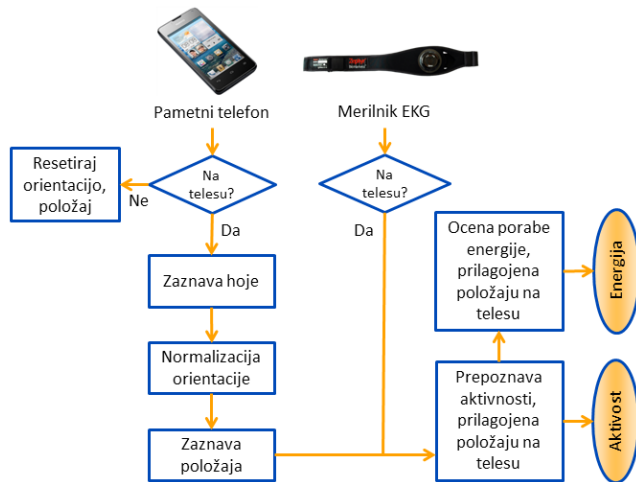 Pametni telefon
Merilnik EKG
Resetiraj
orientacijo,
položaj
Ne
Na
telesu?
Na
telesu?
Da
Da
Zaznava hoje
Normalizacija
orientacije
Zaznava
položaja
Ocena porabe
energije,
prilagojena
položaju na
telesu
Energija
Prepoznava
aktivnosti,
prilagojena
položaju na
telesu
Aktivost